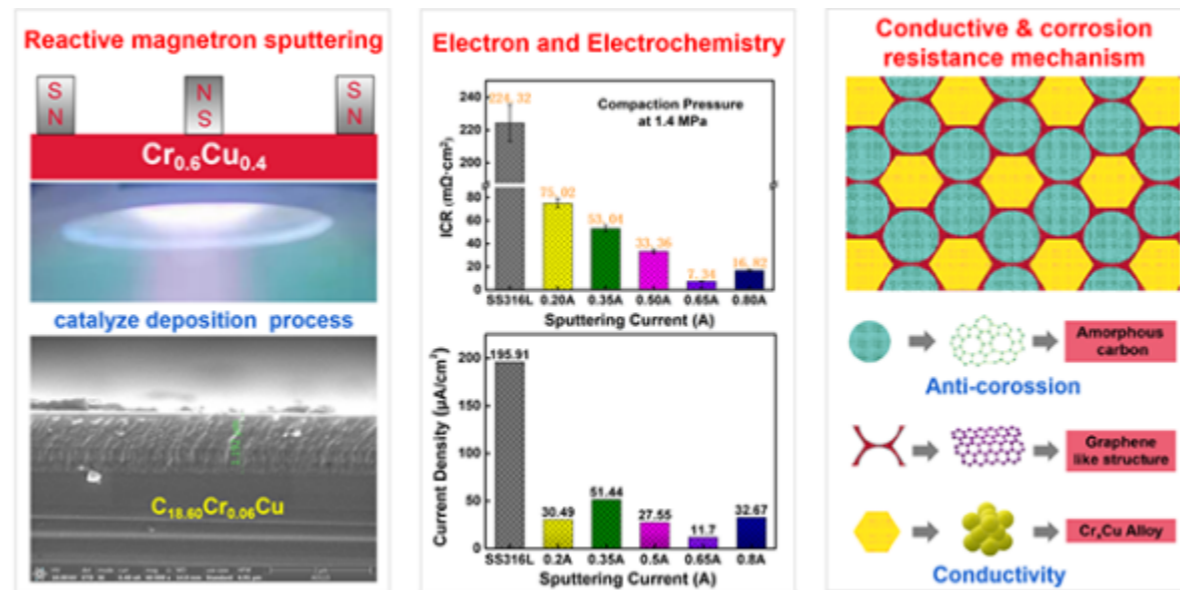 Reactive magnetron sputtering
S N S
N S N
Cr0.6Cu0.4
catalyze deposition process
C18.60Cr0.06Cu
Electron and Electrochemistry
Compaction Pressure
at 1.4 MPa
ICR (mΩ·cm²)
240
220
200
80
60
40
20
0
224.32
75.02
53.04
33.36
7.34
16.82
SS316L 0.20A 0.35A 0.50A 0.65A 0.80A
Sputtering Current (A)
Current Density (μA/cm²)
200
150
100
50
0
195.91
30.49
51.44
27.55
11.7
32.67
SS316L 0.2A 0.35A 0.5A 0.65A 0.8A
Sputtering Current (A)
Conductive & corrosion
resistance mechanism
Amorphous
carbon
Anti-corossion
Graphene
like structure
CrxCu Alloy
Conductivity